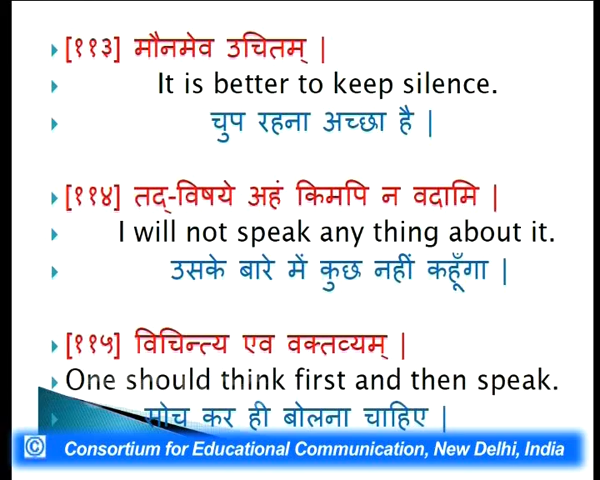 [११३] मौनमेव उचितम् |
It is better to keep silence.
चुप रहना अच्छा है |
[११४] तद्-विषये अहं किमपि न वदामि |
I will not speak any thing about it.
उसके बारे में कुछ नहीं कहूँगा |
[११५] विचिन्त्य एव वक्तव्यम् |
One should think first and then speak.
सोच कर ही बोलना चाहिए |
© Consortium for Educational Communication, New Delhi, India